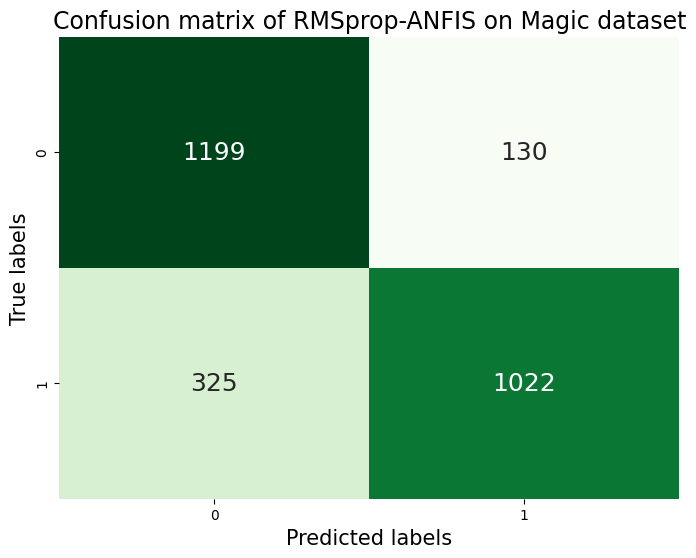 Confusion matrix of RMSprop-ANFIS on Magic dataset
True labels
0
1199
130
1
325
1022
0
1
Predicted labels